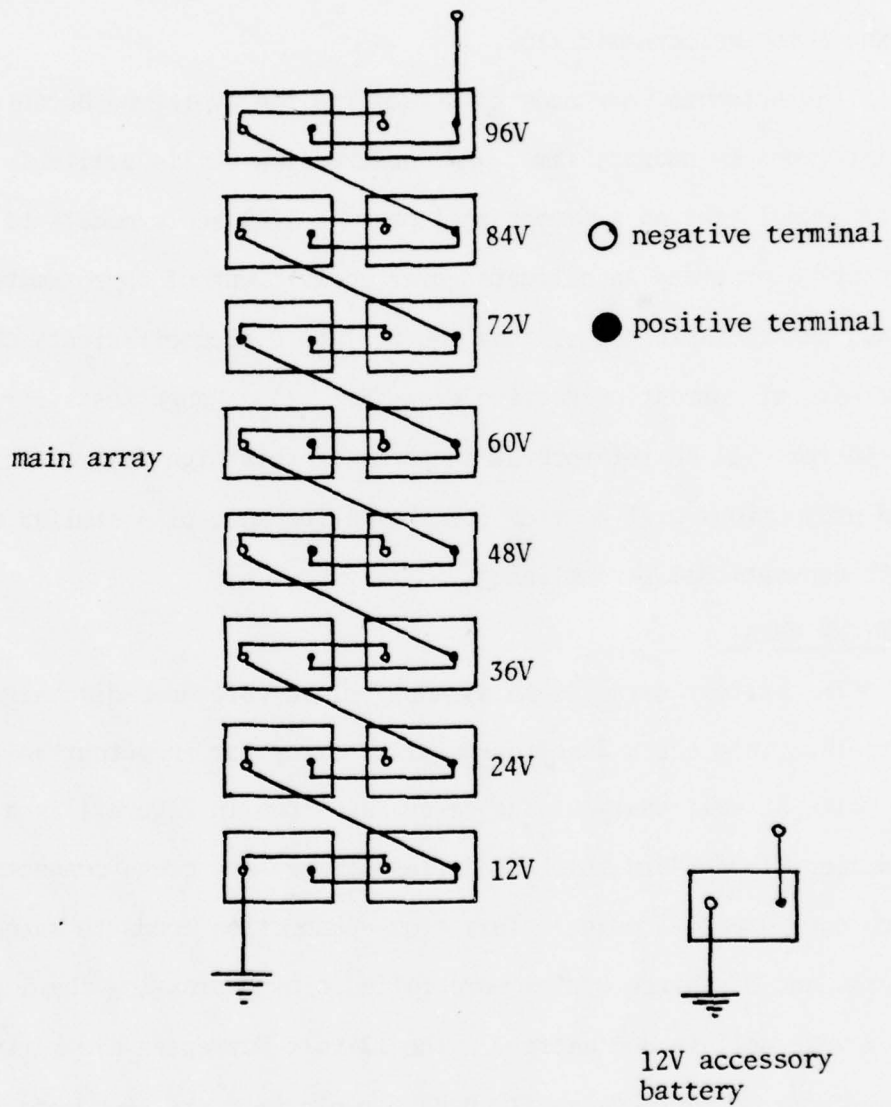 96V
84V
negative terminal
72V
positive terminal
60V
main array
48V
36V
24V
12V
12V accessory
battery